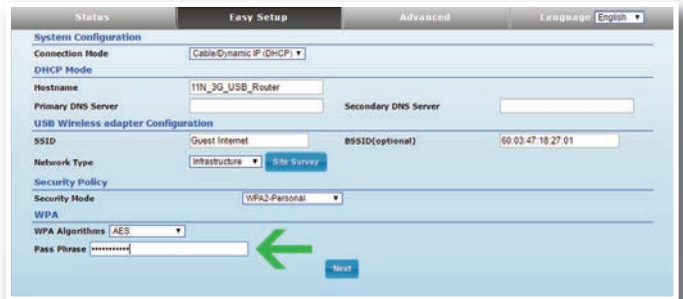 Status Easy Setup Advanced Language English
System Configuration
Connection Mode Cable/Dynamic IP (DHCP)
DHCP Mode
Hostname 11N_3G_USB_Router
Primary DNS Server Secondary DNS Server
USB Wireless adapter Configuration
SSID Guest Internet BSSID(optional) 60:03:47:18:27:01
Network Type Infrastructure Site Survey
Security Policy
Security Mode WPA2-Personal
WPA
WPA Algorithms AES
Pass Phrase •••••••••••
Next